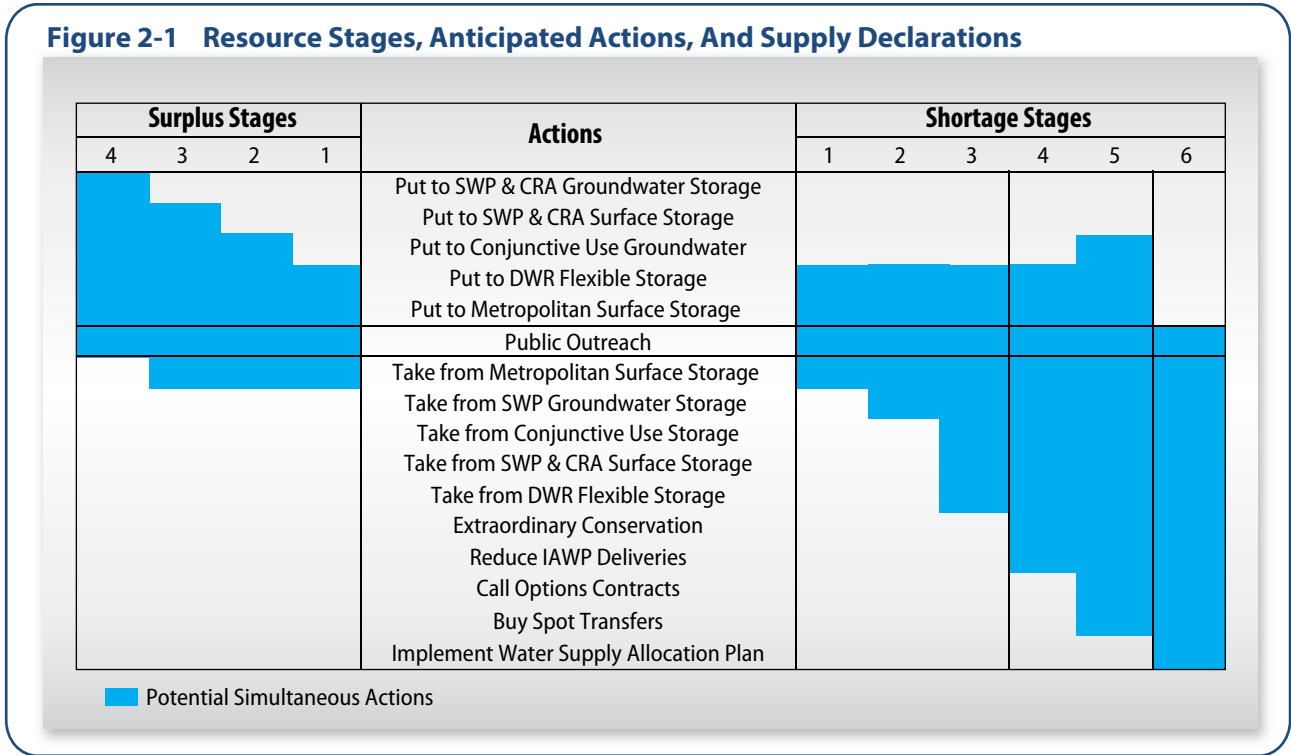 Figure 2-1 Resource Stages, Anticipated Actions, And Supply Declarations
Surplus Stages Actions Shortage Stages
4 3 2 1 1 2 3 4 5 6
Put to SWP & CRA Groundwater Storage
Put to SWP & CRA Surface Storage
Put to Conjunctive Use Groundwater
Put to DWR Flexible Storage
Put to Metropolitan Surface Storage
Public Outreach
Take from Metropolitan Surface Storage
Take from SWP Groundwater Storage
Take from Conjunctive Use Storage
Take from SWP & CRA Surface Storage
Take from DWR Flexible Storage
Extraordinary Conservation
Reduce IAWP Deliveries
Call Options Contracts
Buy Spot Transfers
Implement Water Supply Allocation Plan
Potential Simultaneous Actions